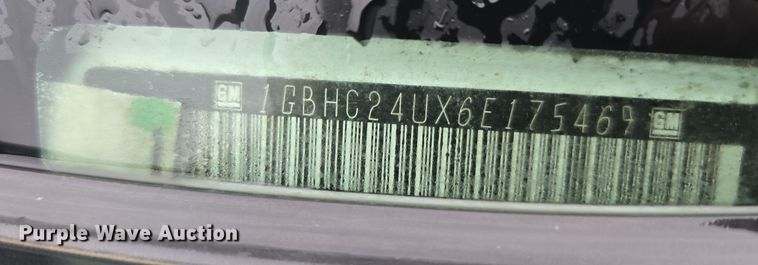 GM 1GBHC24UX6E175469 GM
Purple Wave Auction